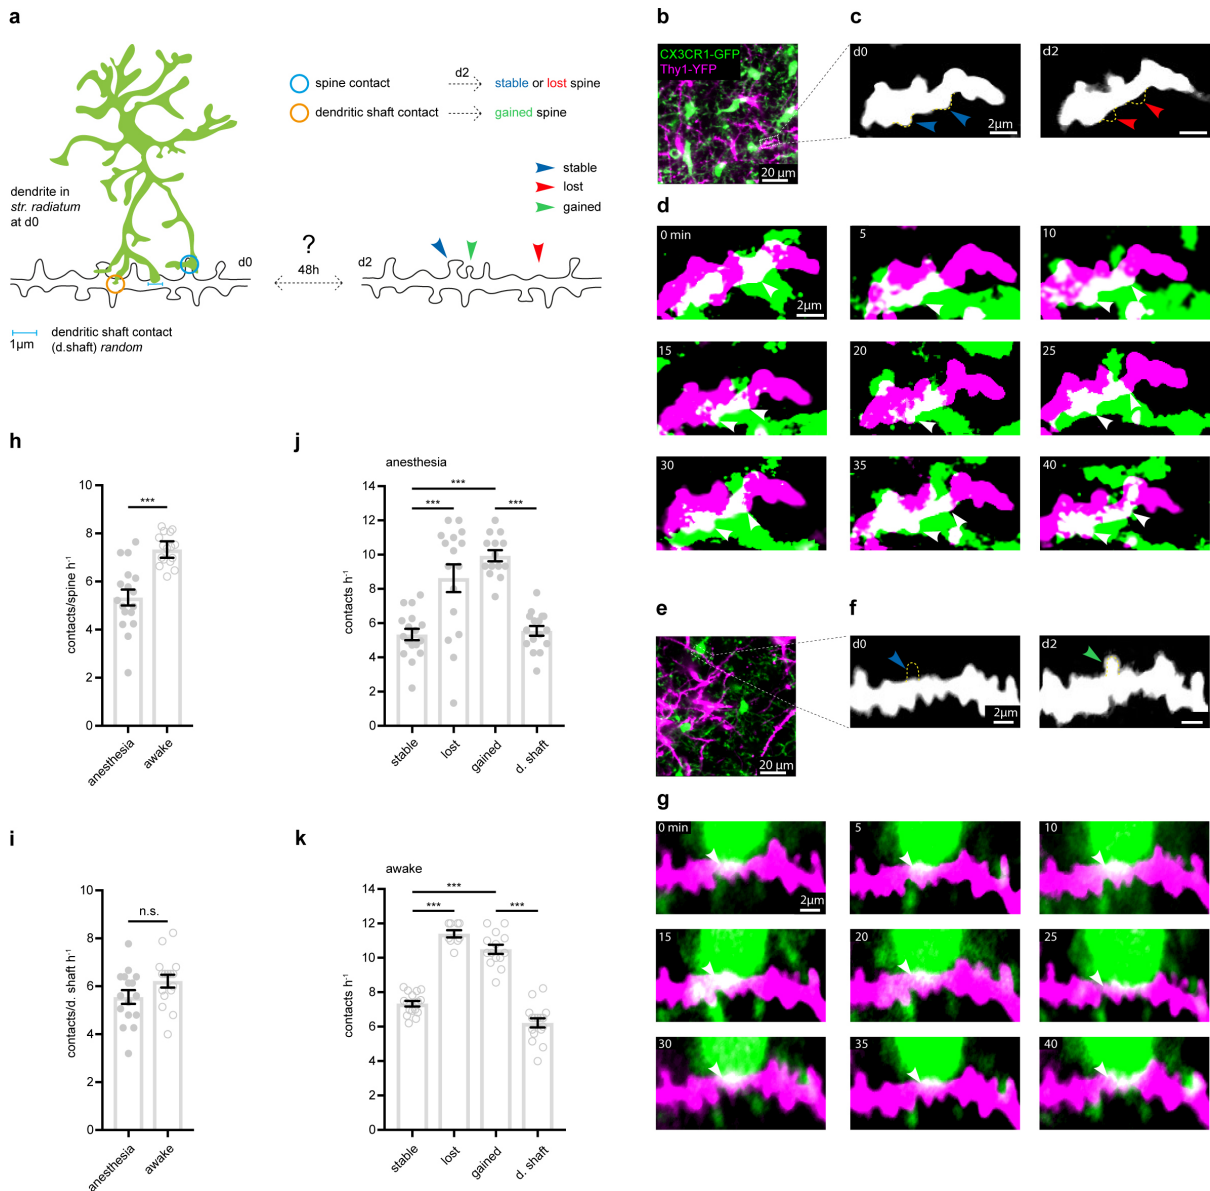 a
spine contact
d2
stable or lost spine
dendritic shaft contact
gained spine
stable
lost
gained
dendrite in
str. radiatum
at d0
d0
?
48h
d2
1µm
dendritic shaft contact
(d.shaft) random
b
CX3CR1-GFP
Thy1-YFP
20 µm
c
d0
2µm
d2
d
0 min
2µm
5
10
15
20
25
30
35
40
e
20 µm
f
d0
2µm
d2
g
0 min
2µm
5
10
15
20
25
30
35
40
h
contacts/spine h⁻¹
10
8
6
4
2
0
***
anesthesia
awake
i
contacts/d. shaft h⁻¹
10
8
6
4
2
0
n.s.
anesthesia
awake
j
anesthesia
contacts h⁻¹
14
12
10
8
6
4
2
0
***
***
***
stable
lost
gained
d. shaft
k
awake
contacts h⁻¹
14
12
10
8
6
4
2
0
***
***
***
stable
lost
gained
d. shaft